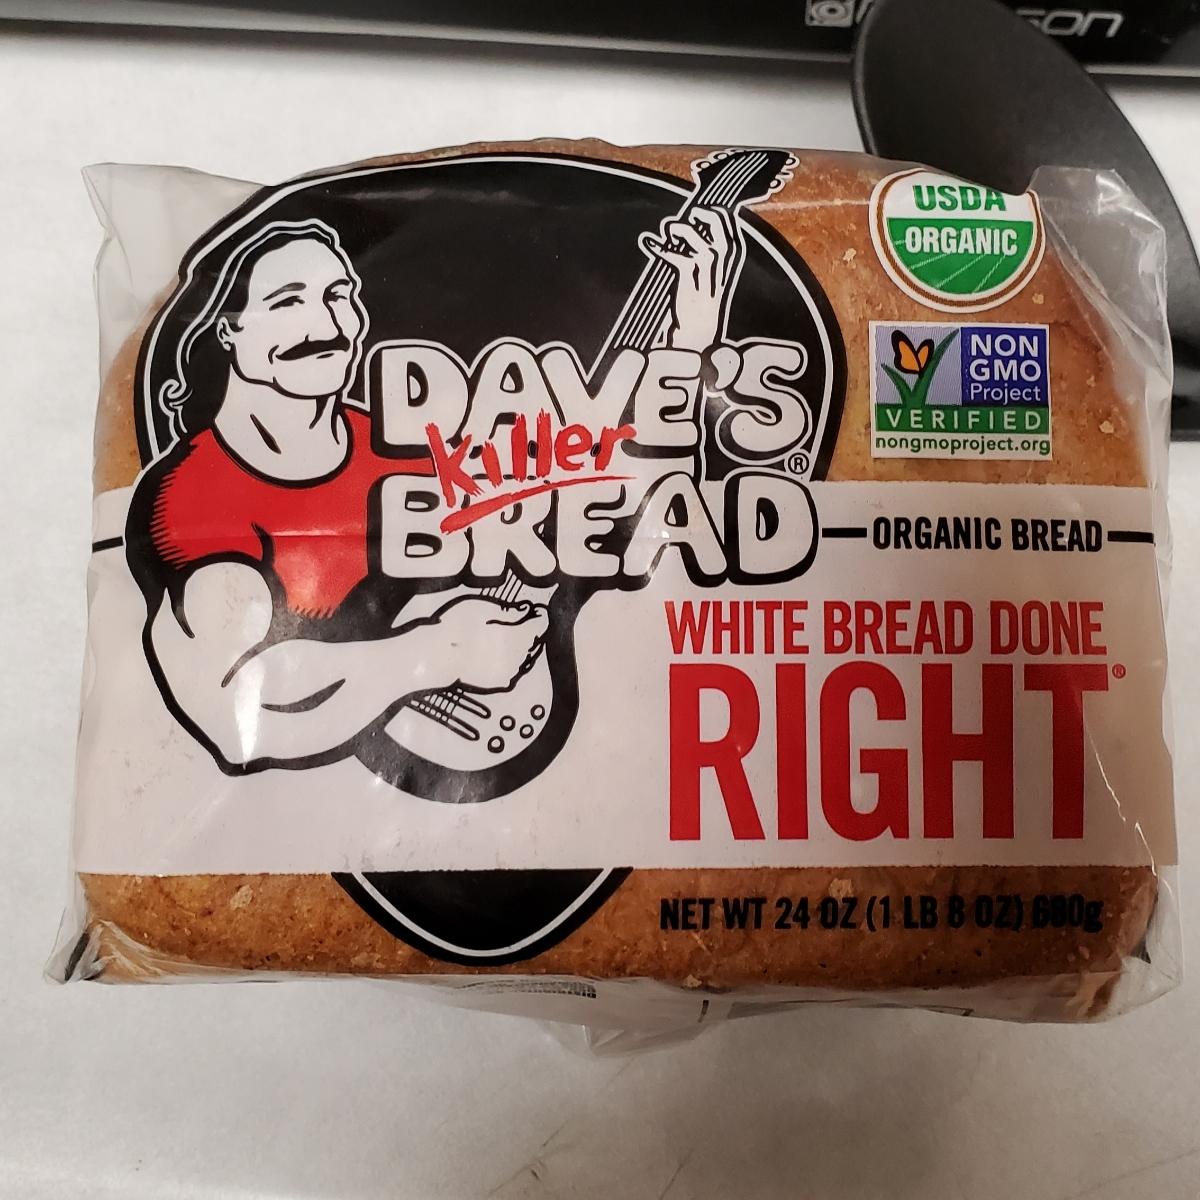 USDA
ORGANIC
NON
GMO
Project
VERIFIED
nongmoproject.org
DAVE'S
Killer
BREAD®
ORGANIC BREAD
WHITE BREAD DONE
RIGHT®
NET WT 24 OZ (1 LB 8 OZ) 680g